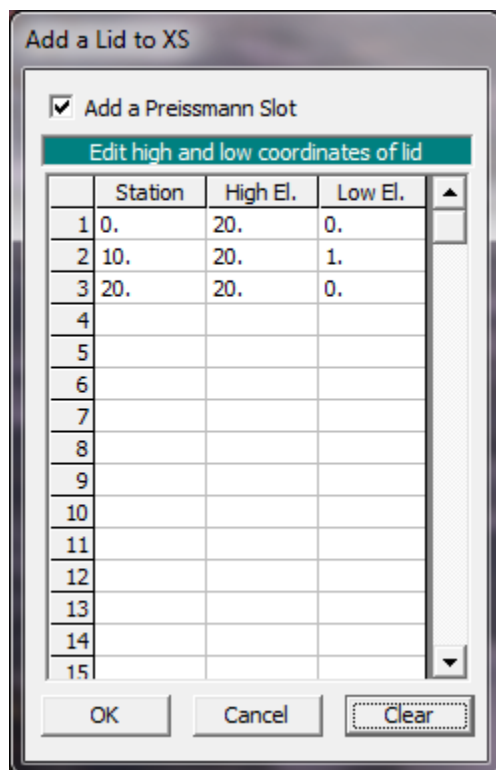 Add a Lid to XS
Add a Preissmann Slot
Edit high and low coordinates of lid
Station High El. Low El.
1 0. 20. 0.
2 10. 20. 1.
3 20. 20. 0.
4
5
6
7
8
9
10
11
12
13
14
15
OK Cancel Clear